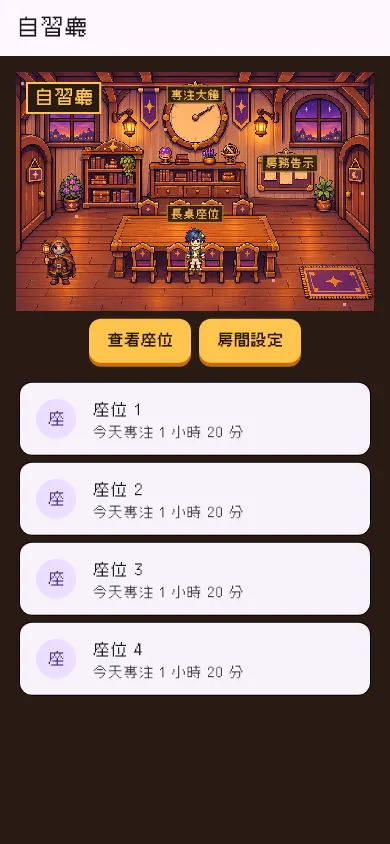 自習廳
自習廳
專注大鐘
房務告示
長桌座位
查看座位
房間設定
座
座位 1
今天專注 1 小時 20 分
座
座位 2
今天專注 1 小時 20 分
座
座位 3
今天專注 1 小時 20 分
座
座位 4
今天專注 1 小時 20 分